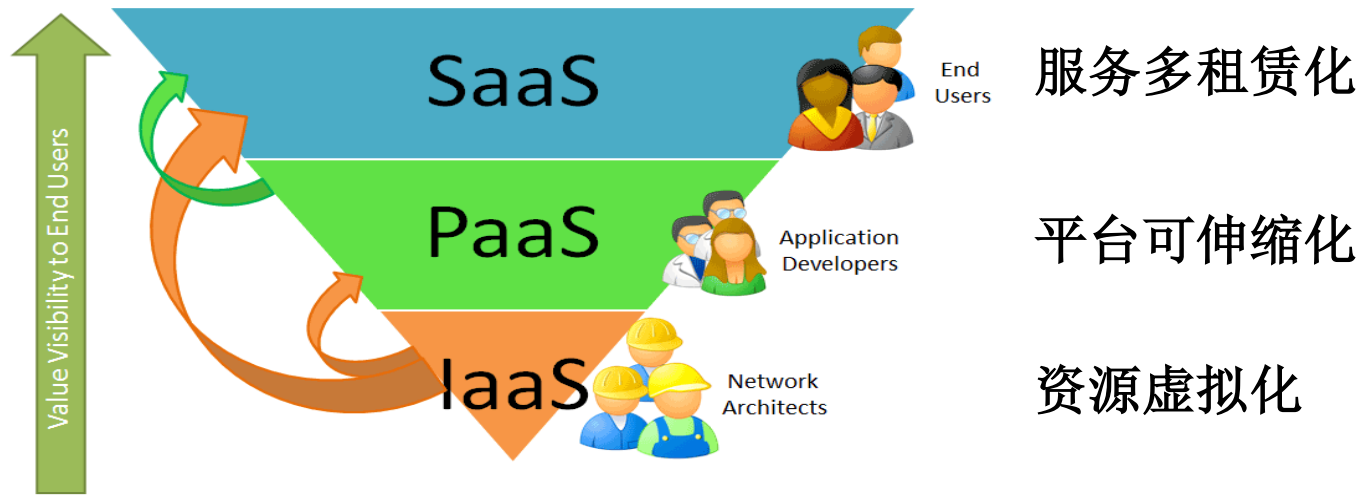 Value Visibility to End Users
SaaS
End
Users
服务多租赁化
PaaS
Application
Developers
平台可伸缩化
IaaS
Network
Architects
资源虚拟化